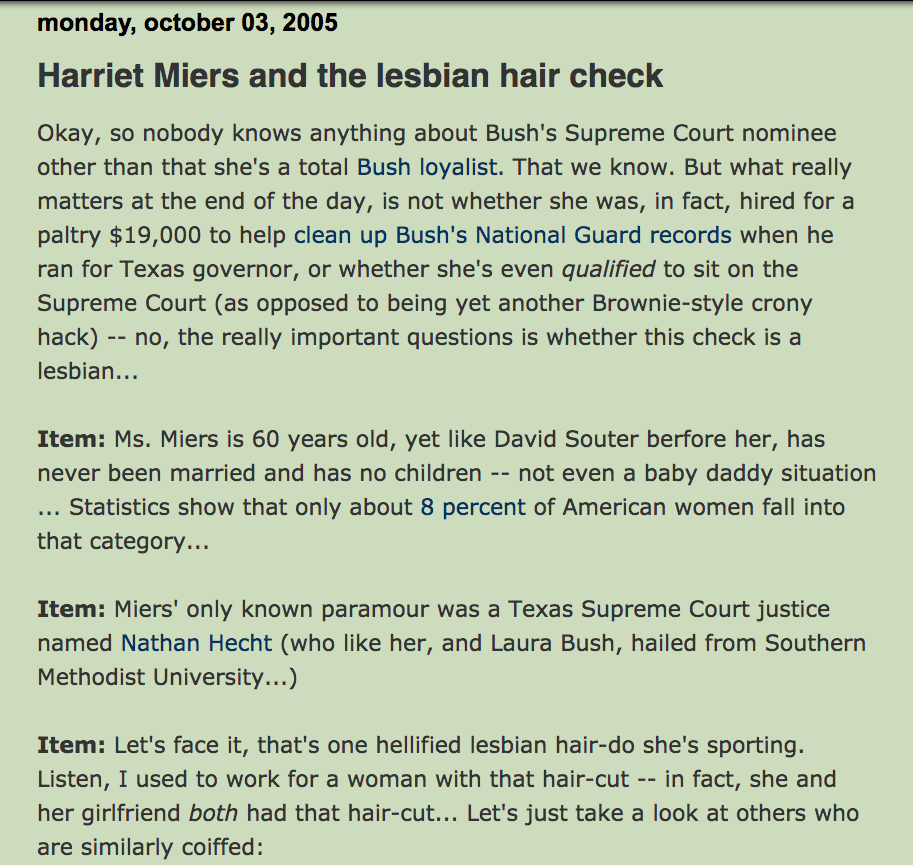 monday, october 03, 2005
Harriet Miers and the lesbian hair check
Okay, so nobody knows anything about Bush's Supreme Court nominee
other than that she's a total Bush loyalist. That we know. But what really
matters at the end of the day, is not whether she was, in fact, hired for a
paltry $19,000 to help clean up Bush's National Guard records when he
ran for Texas governor, or whether she's even qualified to sit on the
Supreme Court (as opposed to being yet another Brownie-style crony
hack) -- no, the really important questions is whether this check is a
lesbian...
Item: Ms. Miers is 60 years old, yet like David Souter berfore her, has
never been married and has no children -- not even a baby daddy situation
... Statistics show that only about 8 percent of American women fall into
that category...
Item: Miers' only known paramour was a Texas Supreme Court justice
named Nathan Hecht (who like her, and Laura Bush, hailed from Southern
Methodist University...)
Item: Let's face it, that's one hellified lesbian hair-do she's sporting.
Listen, I used to work for a woman with that hair-cut -- in fact, she and
her girlfriend both had that hair-cut... Let's just take a look at others who
are similarly coiffed: